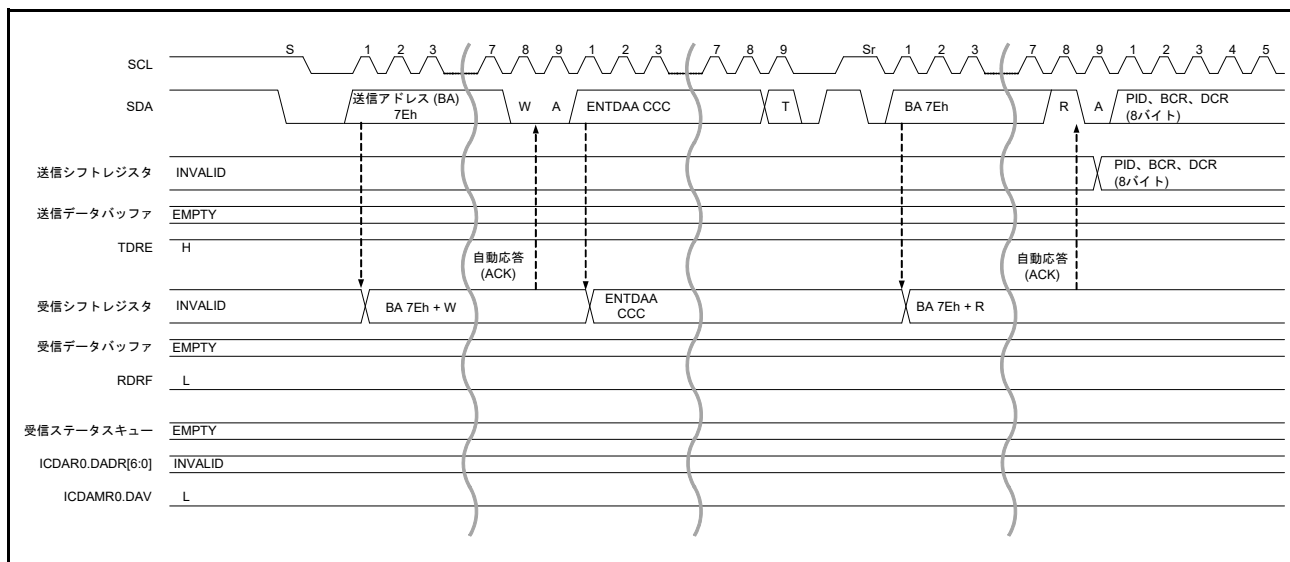 SCL S 1 2 3 7 8 9 1 2 3 7 8 9 Sr 1 2 3 7 8 9 1 2 3 4 5
SDA 送信アドレス (BA) W A ENTDAA CCC T BA 7Eh R A PID、BCR、DCR
7Eh (8バイト)
送信シフトレジスタ INVALID PID、BCR、DCR
(8バイト)
送信データバッファ EMPTY
TDRE H
自動応答 自動応答
(ACK) (ACK)
受信シフトレジスタ INVALID BA 7Eh + W ENTDAA BA 7Eh + R
CCC
受信データバッファ EMPTY
RDRF L
受信ステータスキュー EMPTY
ICDAR0.DADR[6:0] INVALID
ICDAMR0.DAV L